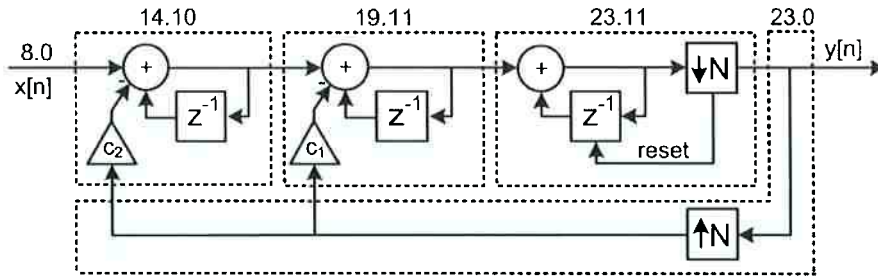 14.10 19.11 23.11 23.0
8.0 y[n]
x[n]
+ + + ↓N
- -
z⁻¹ z⁻¹ z⁻¹
c₂ c₁ reset
↑N